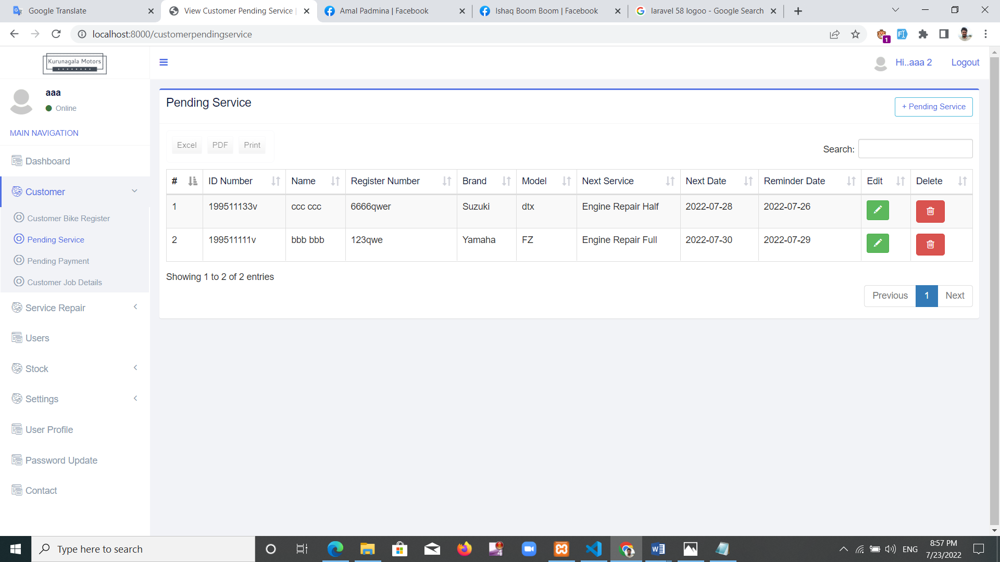 Google Translate
View Customer Pending Service |
Amal Padmina | Facebook
Ishaq Boom Boom | Facebook
laravel 58 logoo - Google Search
localhost:8000/customerpendingservice
1
Kurunagala Motors
Hi..aaa 2
Logout
aaa
Online
MAIN NAVIGATION
Dashboard
Customer
Customer Bike Register
Pending Service
Pending Payment
Customer Job Details
Service Repair
Users
Stock
Settings
User Profile
Password Update
Contact
Pending Service
+ Pending Service
Excel PDF Print
Search:
# ID Number Name Register Number Brand Model Next Service Next Date Reminder Date Edit Delete
1 199511133v ccc ccc 6666qwer Suzuki dtx Engine Repair Half 2022-07-28 2022-07-26
2 199511111v bbb bbb 123qwe Yamaha FZ Engine Repair Full 2022-07-30 2022-07-29
Showing 1 to 2 of 2 entries
Previous 1 Next
Type here to search
4
ENG
8:57 PM
7/23/2022